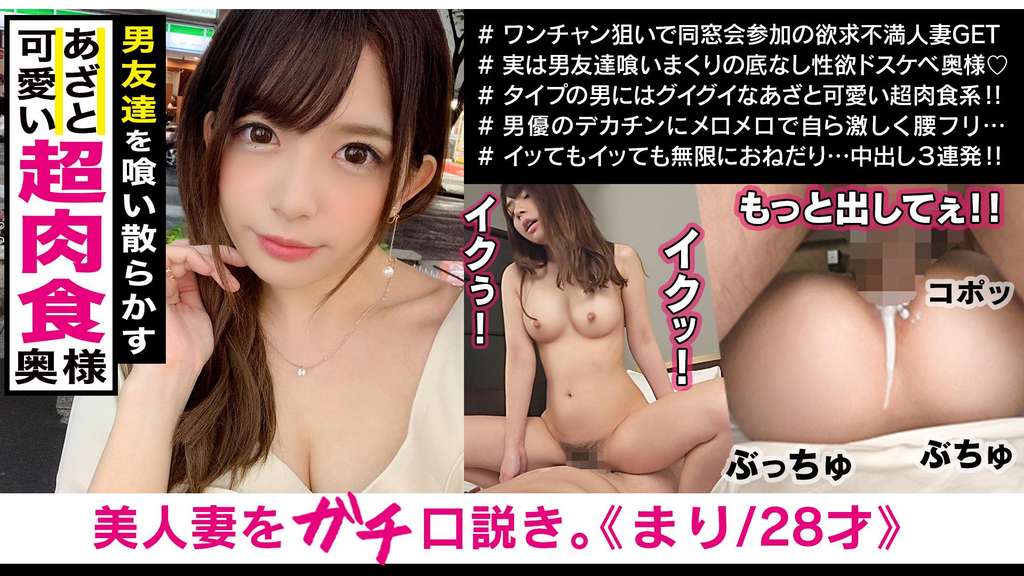 男友達を喰い散らかす
あざと
可愛い
超肉食
奥様
# ワンチャン狙いで同窓会参加の欲求不満人妻GET
# 実は男友達喰いまくりの底なし性欲ドスケベ奥様♡
# タイプの男にはグイグイなあざと可愛い超肉食系!!
# 男優のデカチンにメロメロで自ら激しく腰フリ…
# イッてもイッても無限におねだり…中出し3連発!!
イクぅ!
イクッ!
もっと出してぇ!!
コポッ
ぶっちゅ
ぶちゅ
美人妻をガチ口説き。《まり/28才》